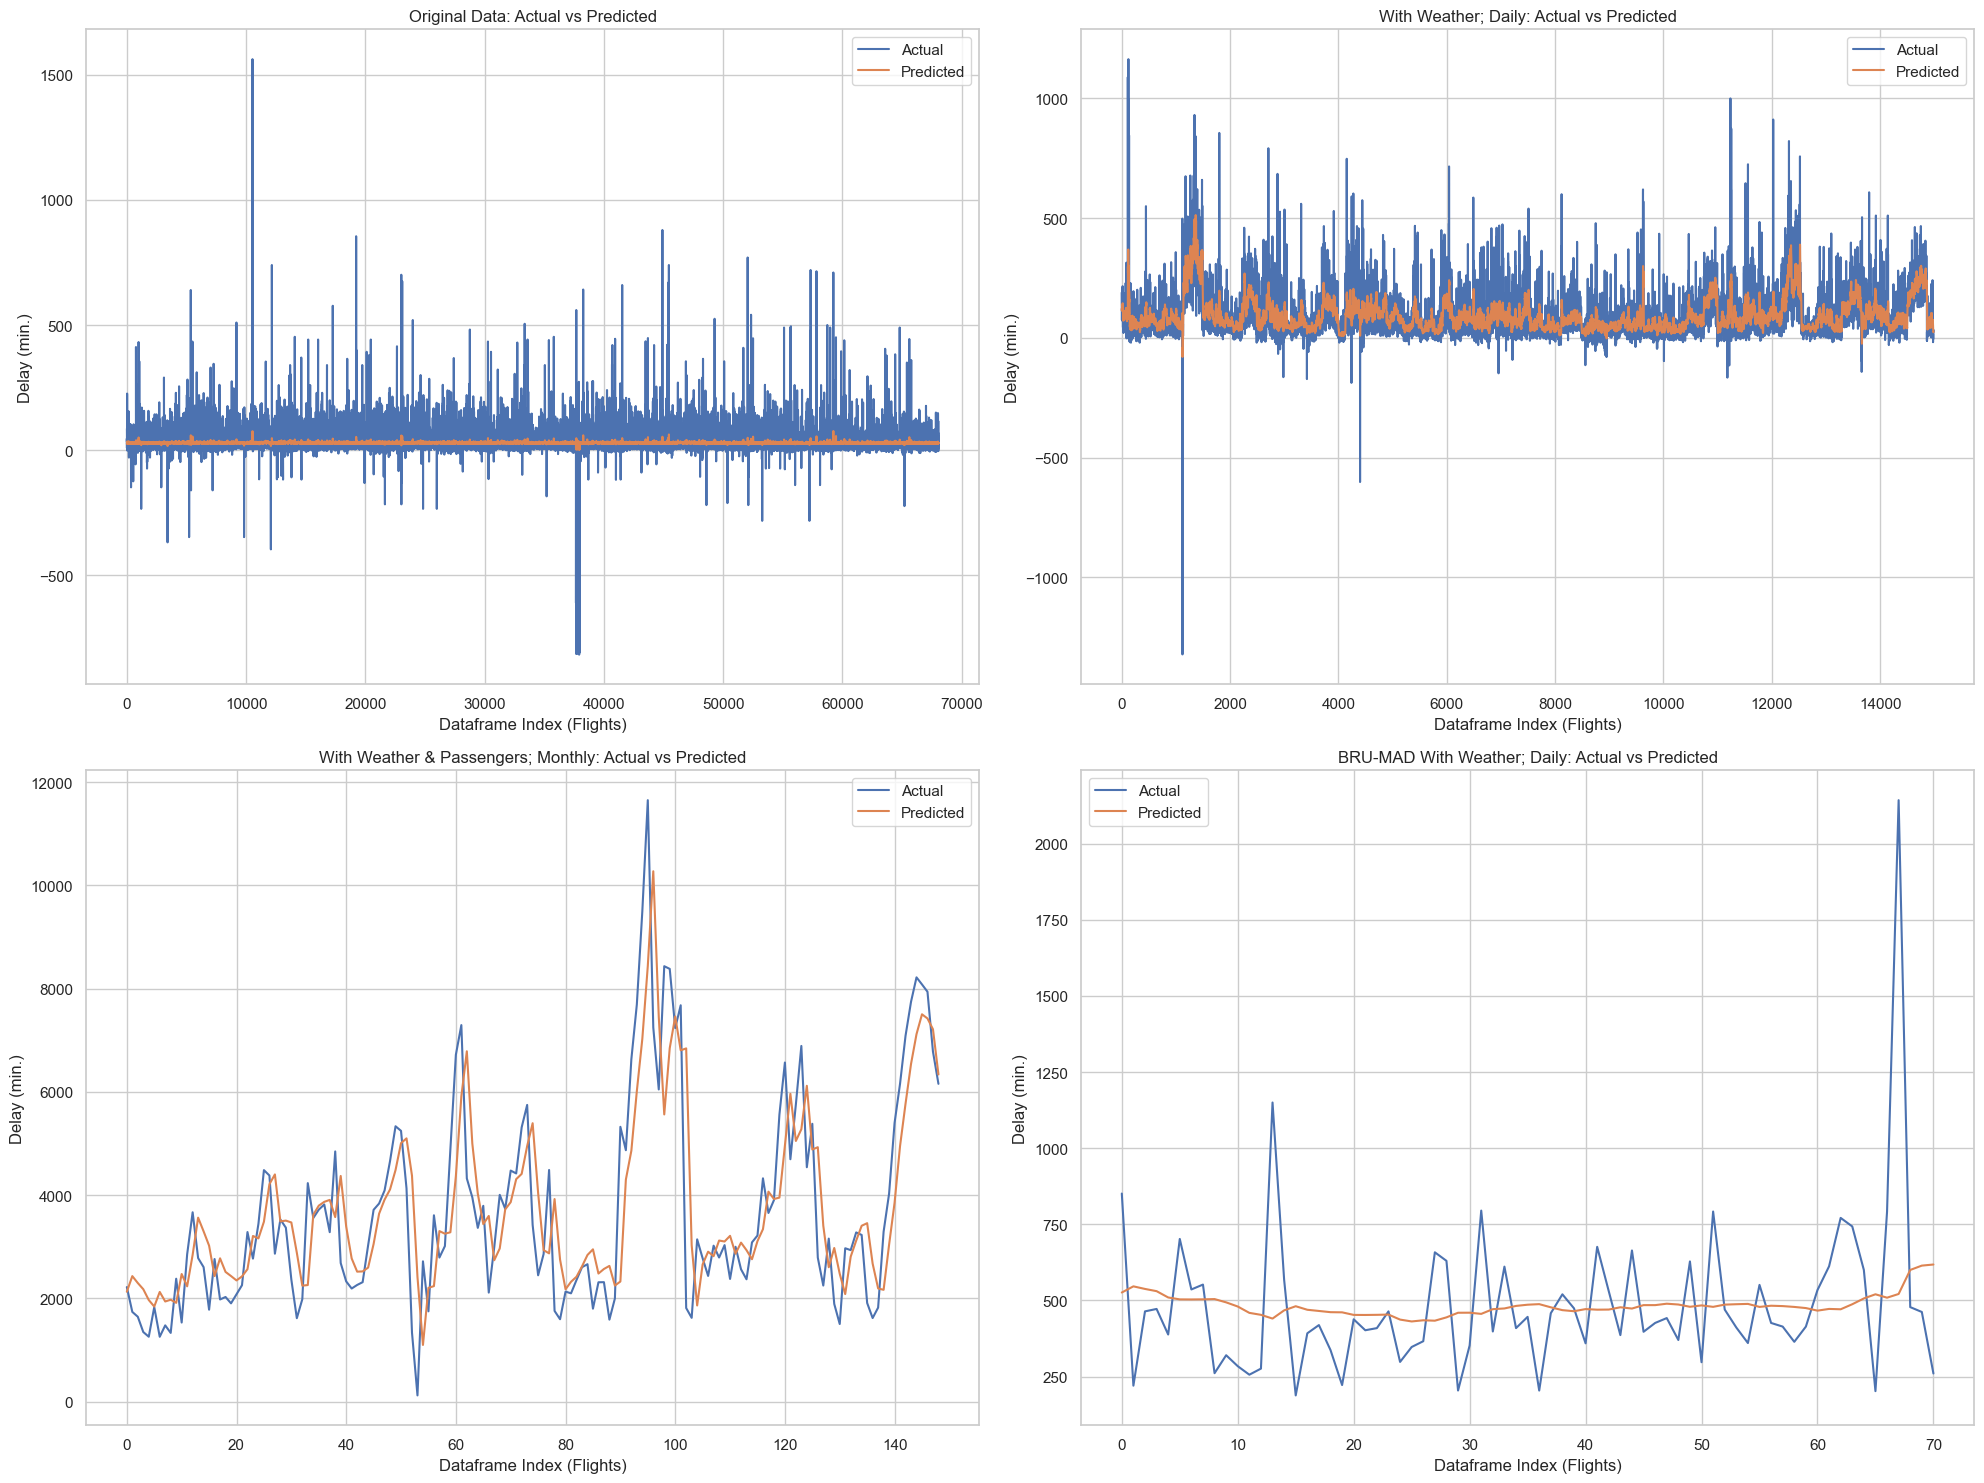 Original Data: Actual vs Predicted
Actual
Predicted
1500
1000
500
0
−500
Delay (min.)
0 10000 20000 30000 40000 50000 60000 70000
Dataframe Index (Flights)
With Weather; Daily: Actual vs Predicted
Actual
Predicted
1000
500
0
−500
−1000
Delay (min.)
0 2000 4000 6000 8000 10000 12000 14000
Dataframe Index (Flights)
With Weather & Passengers; Monthly: Actual vs Predicted
Actual
Predicted
12000
10000
8000
6000
4000
2000
0
Delay (min.)
0 20 40 60 80 100 120 140
Dataframe Index (Flights)
BRU-MAD With Weather; Daily: Actual vs Predicted
Actual
Predicted
2000
1750
1500
1250
1000
750
500
250
Delay (min.)
0 10 20 30 40 50 60 70
Dataframe Index (Flights)